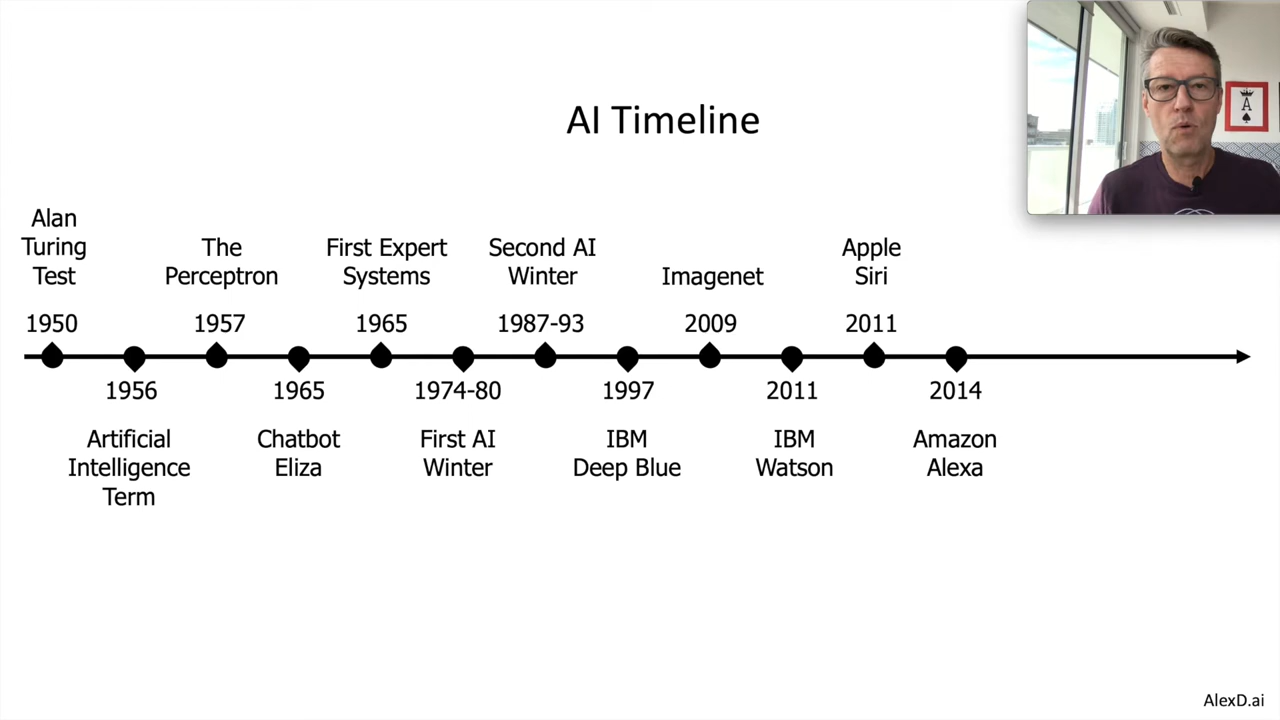 AI Timeline
A
Alan
Turing
Test
The
Perceptron
First Expert
Systems
Second AI
Winter
Imagenet
Apple
Siri
1950
1957
1965
1987-93
2009
2011
1956
1965
1974-80
1997
2011
2014
Artificial
Intelligence
Term
Chatbot
Eliza
First AI
Winter
IBM
Deep Blue
IBM
Watson
Amazon
Alexa
AlexD.ai